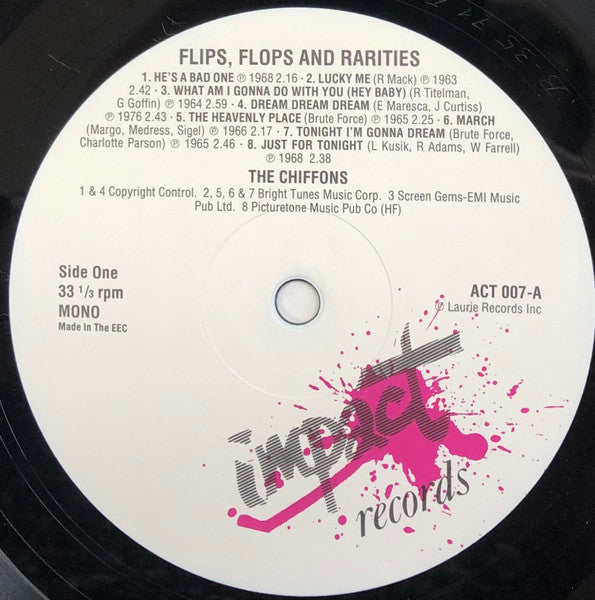 FLIPS, FLOPS AND RARITIES
1. HE'S A BAD ONE ℗ 1968 2.16 · 2. LUCKY ME (R Mack) ℗ 1963
2.42 · 3. WHAT AM I GONNA DO WITH YOU (HEY BABY) (R Titelman,
G Goffin) ℗ 1964 2.59 · 4. DREAM DREAM DREAM (E Maresca, J Curtiss)
℗ 1976 2.43 · 5. THE HEAVENLY PLACE (Brute Force) ℗ 1965 2.25 · 6. MARCH
(Margo, Medress, Sigel) ℗ 1966 2.17 · 7. TONIGHT I'M GONNA DREAM (Brute Force,
Charlotte Parson) ℗ 1965 2.46 · 8. JUST FOR TONIGHT (L Kusik, R Adams, W Farrell)
℗ 1968 2.38
THE CHIFFONS
1 & 4 Copyright Control. 2, 5, 6 & 7 Bright Tunes Music Corp. 3 Screen Gems-EMI Music
Pub Ltd. 8 Picturetone Music Pub Co (HF)
Side One
33 1/3 rpm
MONO
Made In The EEC
ACT 007-A
℗ Laurie Records Inc
impact
records